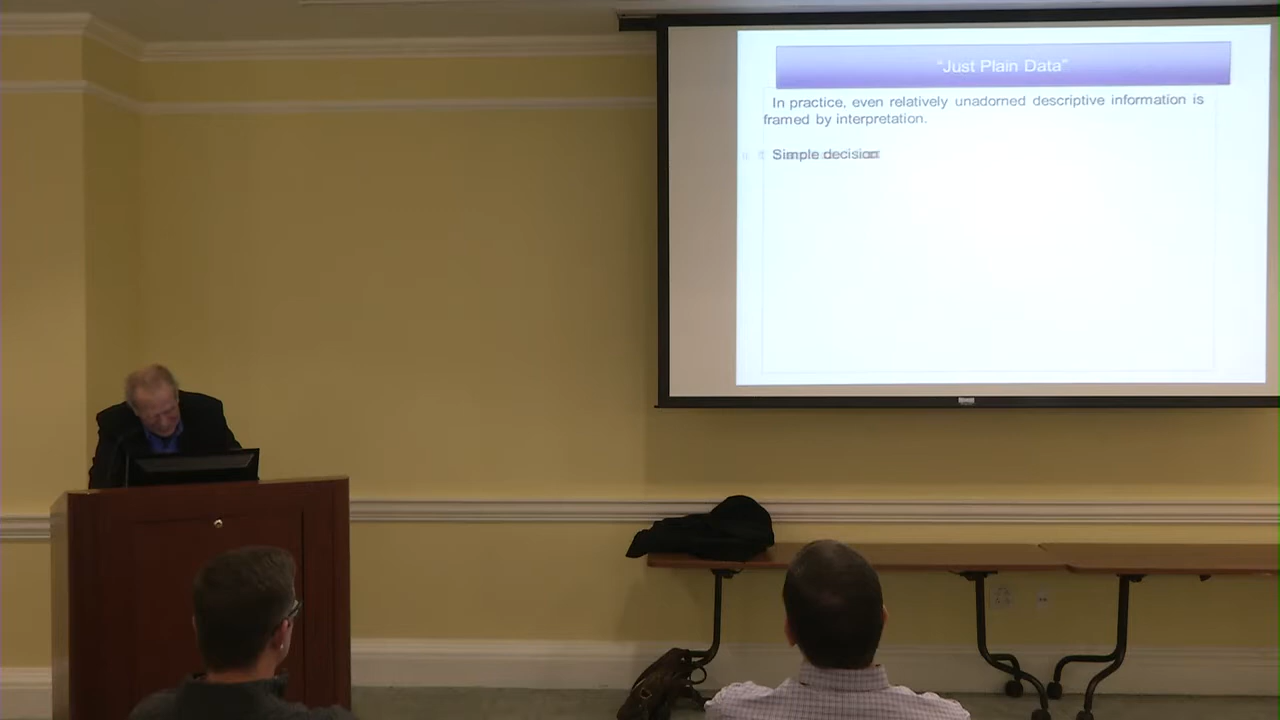 “Just Plain Data”
In practice, even relatively unadorned descriptive information is
framed by interpretation.
Simple decision